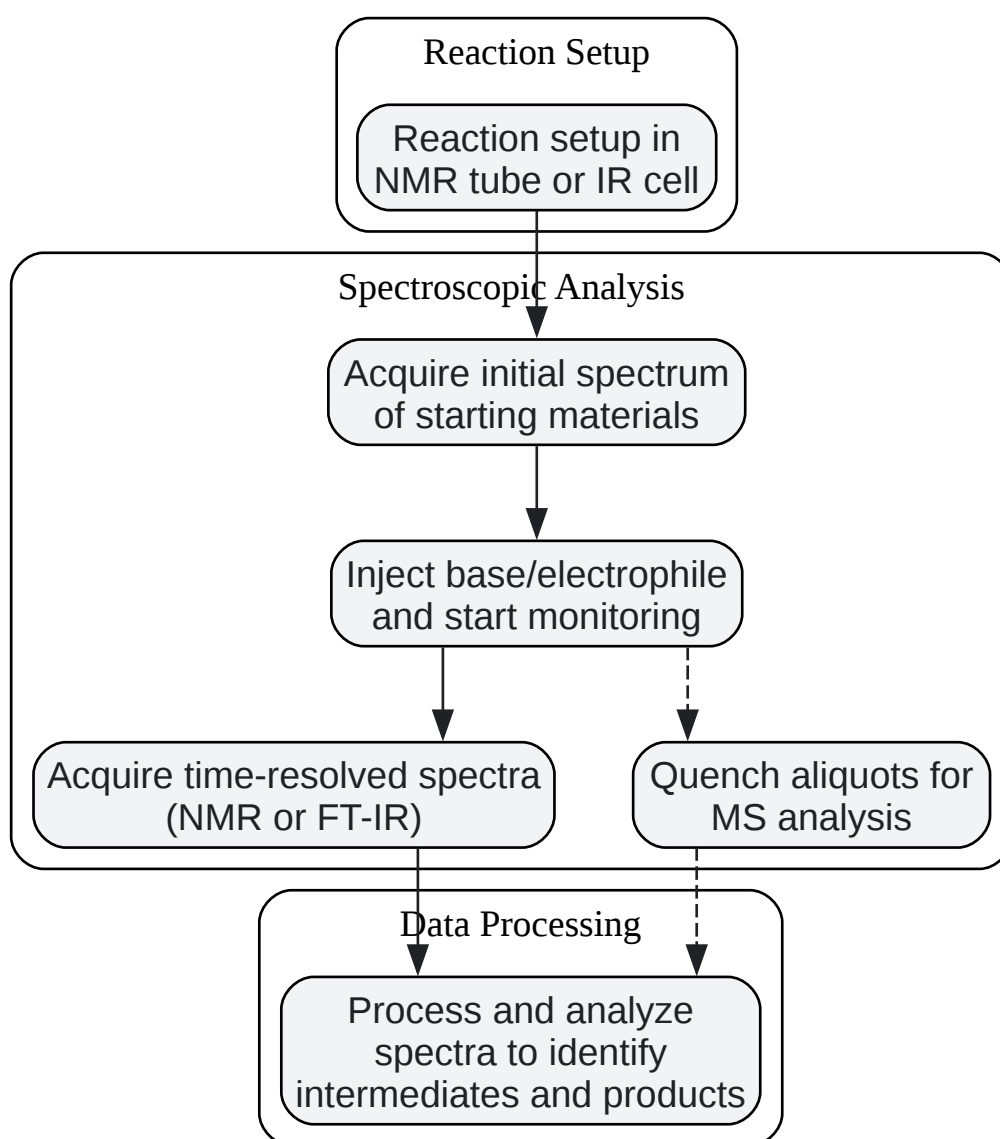 Reaction Setup
Reaction setup in
NMR tube or IR cell
Spectroscopic Analysis
Acquire initial spectrum
of starting materials
Inject base/electrophile
and start monitoring
Acquire time-resolved spectra
(NMR or FT-IR)
Quench aliquots for
MS analysis
Data Processing
Process and analyze
spectra to identify
intermediates and products